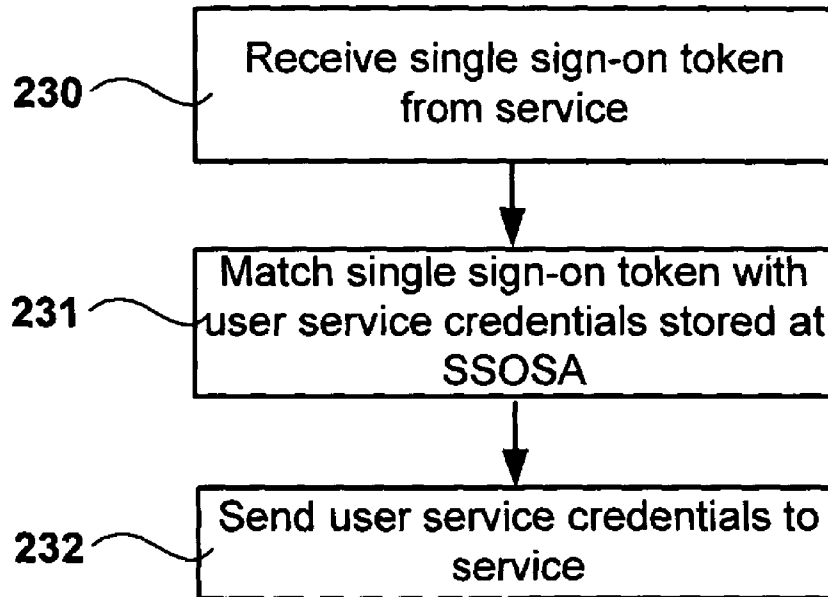 230
Receive single sign-on token
from service
231
Match single sign-on token with
user service credentials stored at
SSOSA
232
Send user service credentials to
service